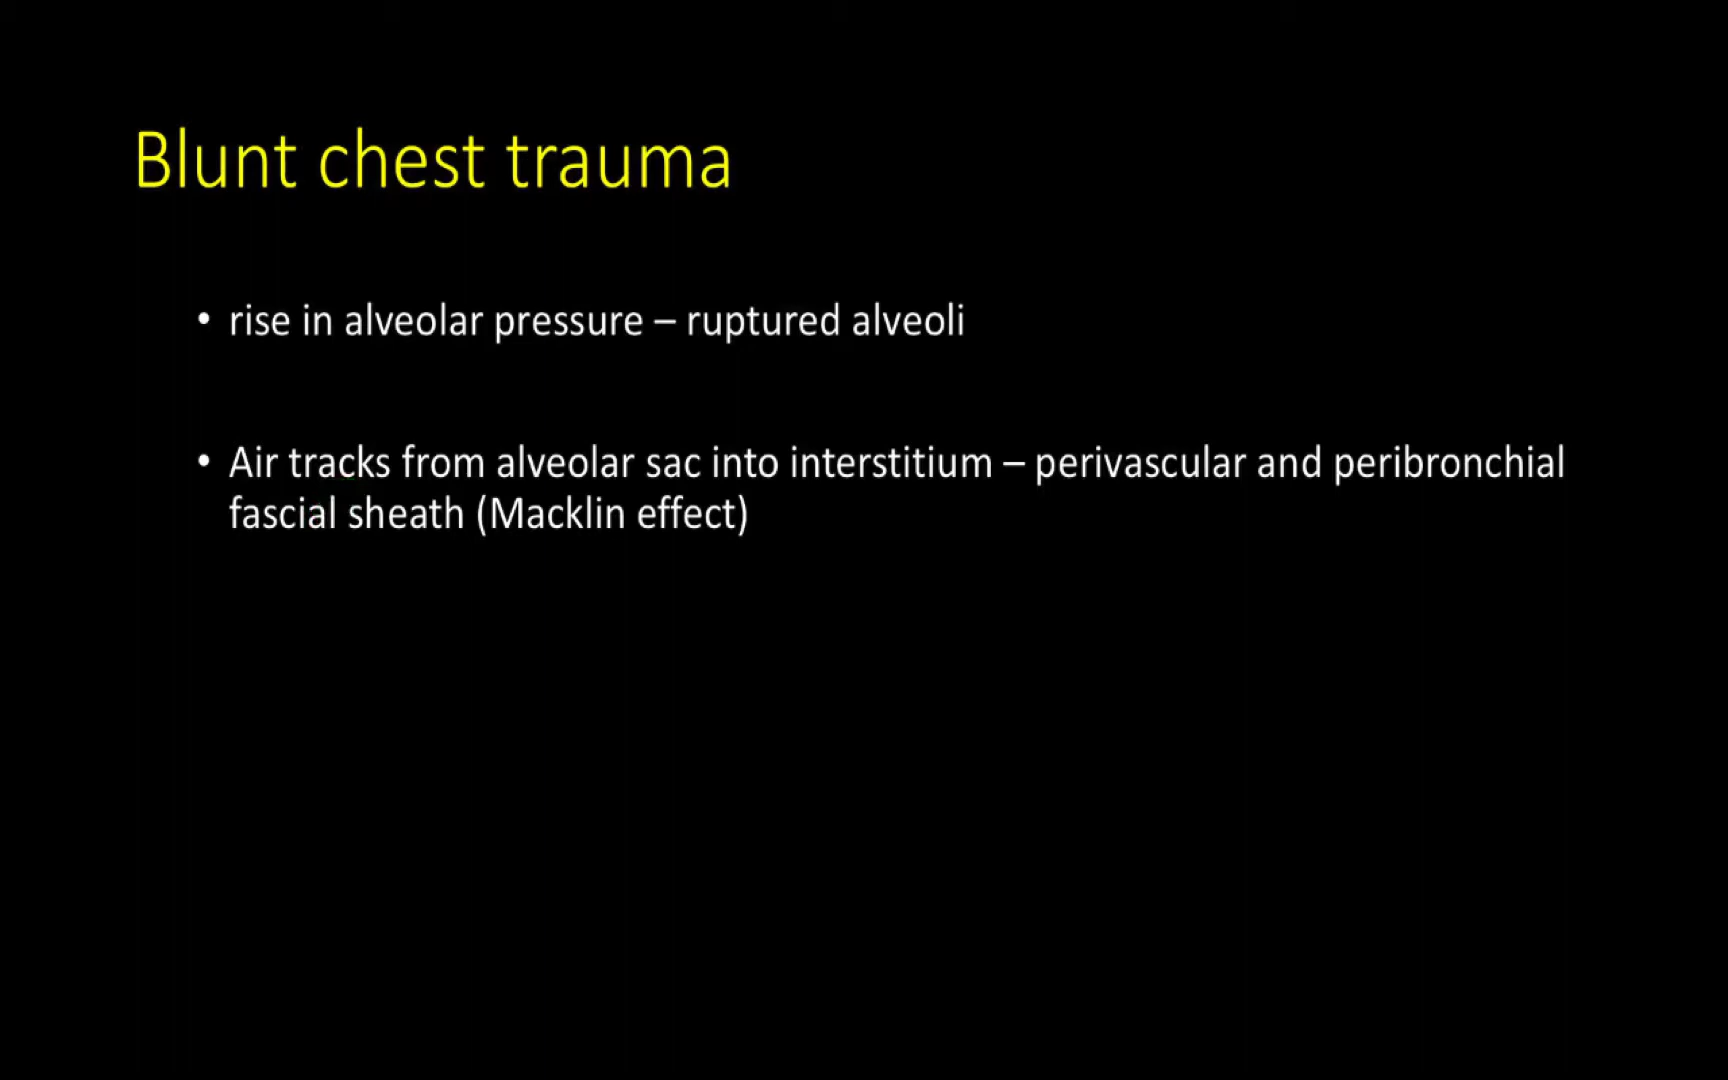 Blunt chest trauma
• rise in alveolar pressure – ruptured alveoli
• Air tracks from alveolar sac into interstitium – perivascular and peribronchial
fascial sheath (Macklin effect)